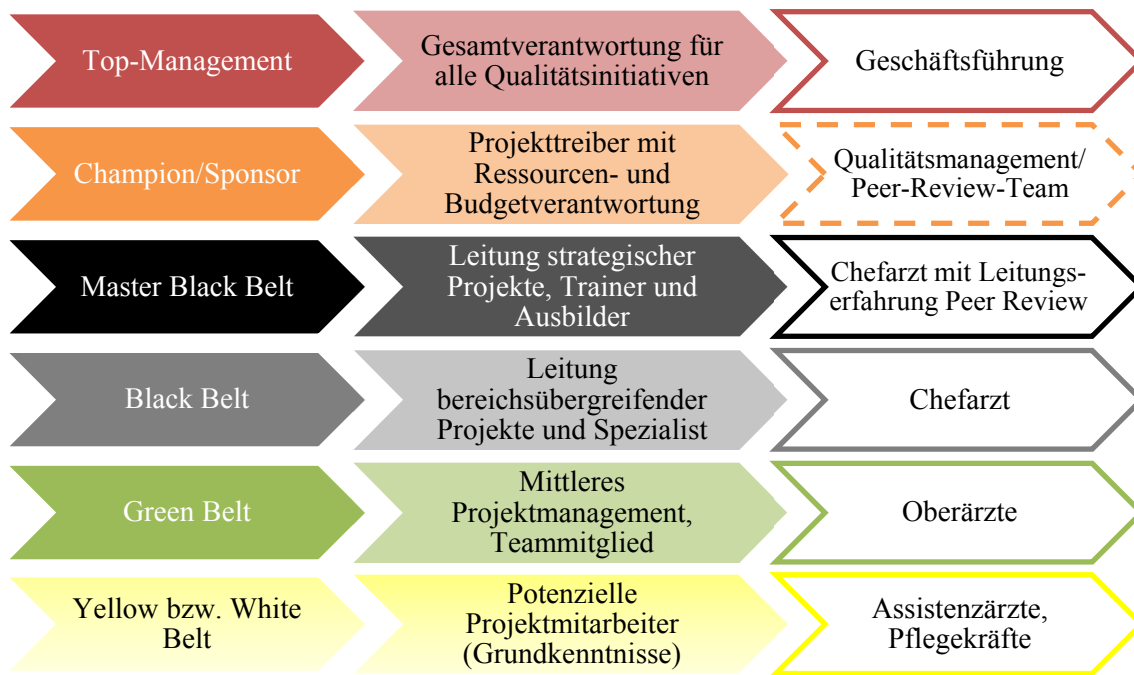 Top-Management
Gesamtverantwortung für
alle Qualitätsinitiativen
Geschäftsführung
Champion/Sponsor
Projekttreiber mit
Ressourcen- und
Budgetverantwortung
Qualitätsmanagement/
Peer-Review-Team
Master Black Belt
Leitung strategischer
Projekte, Trainer und
Ausbilder
Chefarzt mit Leitungs-
erfahrung Peer Review
Black Belt
Leitung
bereichsübergreifender
Projekte und Spezialist
Chefarzt
Green Belt
Mittleres
Projektmanagement,
Teammitglied
Oberärzte
Yellow bzw. White
Belt
Potenzielle
Projektmitarbeiter
(Grundkenntnisse)
Assistenzärzte,
Pflegekräfte